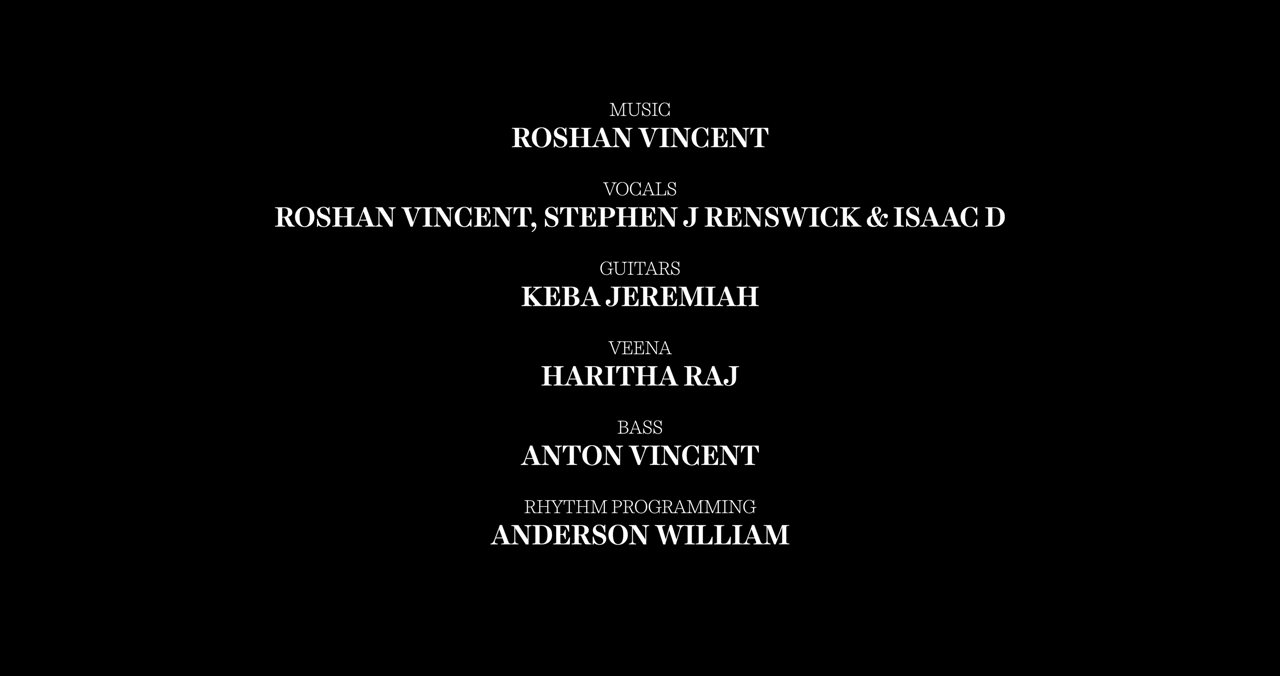 MUSIC
ROSHAN VINCENT
VOCALS
ROSHAN VINCENT, STEPHEN J RENSWICK & ISAAC D
GUITARS
KEBA JEREMIAH
VEENA
HARITHA RAJ
BASS
ANTON VINCENT
RHYTHM PROGRAMMING
ANDERSON WILLIAM